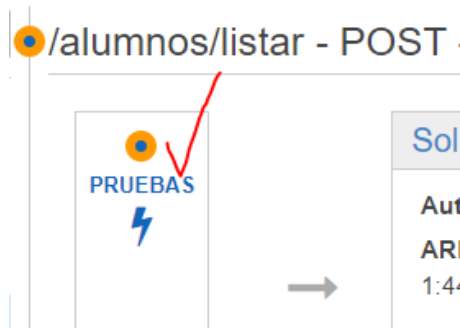 /alumnos/listar - POST -
PRUEBAS
Sol
Aut
ARI
1:44